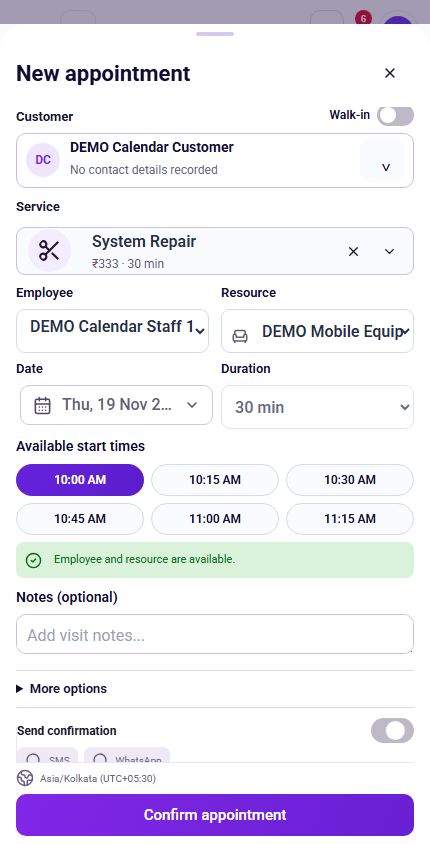 6
New appointment
Customer
Walk-in
DC
DEMO Calendar Customer
No contact details recorded
Service
System Repair
₹333 · 30 min
Employee
Resource
DEMO Calendar Staff 1
DEMO Mobile Equip
Date
Duration
Thu, 19 Nov 2...
30 min
Available start times
10:00 AM
10:15 AM
10:30 AM
10:45 AM
11:00 AM
11:15 AM
Employee and resource are available.
Notes (optional)
Add visit notes...
More options
Send confirmation
SMS
WhatsApp
Asia/Kolkata (UTC+05:30)
Confirm appointment